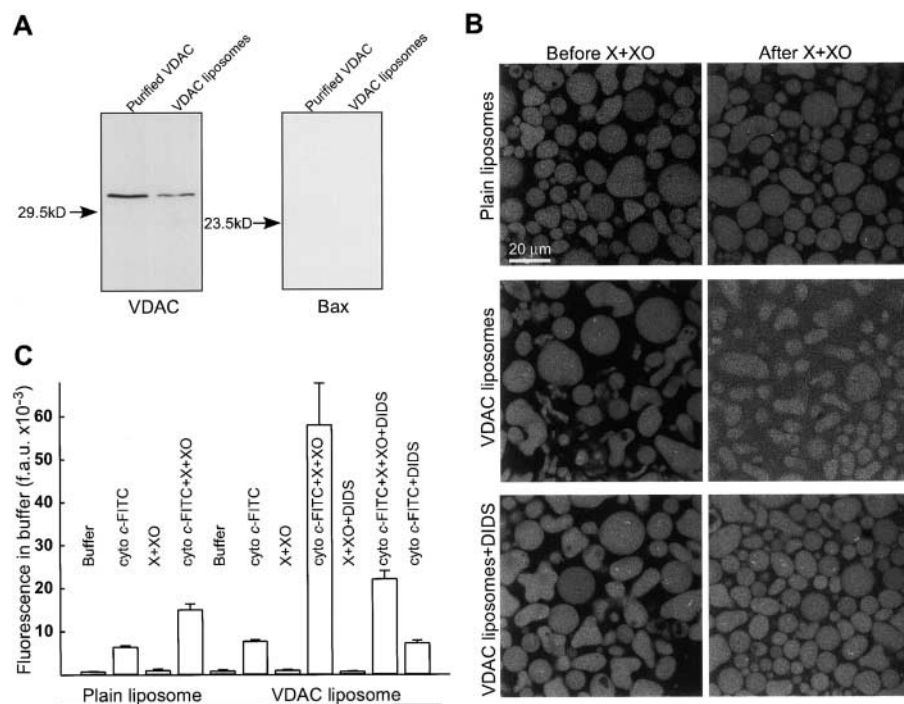 A
Purified VDAC
VDAC liposomes
Purified VDAC
VDAC liposomes
29.5kD
23.5kD
VDAC
Bax
B
Before X+XO
After X+XO
Plain liposomes
20 µm
VDAC liposomes
VDAC liposomes+DIDS
C
Fluorescence in buffer (f.a.u. x10-3)
60
50
40
30
20
10
Buffer
cyto c-FITC
X+XO
cyto c-FITC+X+XO
Buffer
cyto c-FITC
X+XO
cyto c-FITC+X+XO
X+XO+DIDS
cyto c-FITC+X+XO+DIDS
cyto c-FITC+DIDS
Plain liposome
VDAC liposome